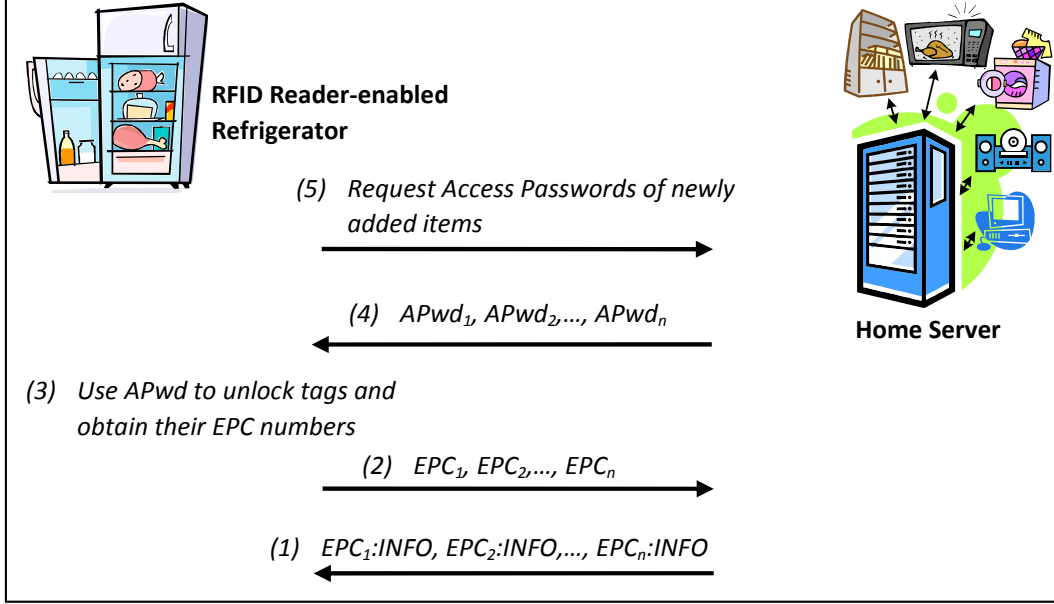 RFID Reader-enabled
Refrigerator
(5) Request Access Passwords of newly
added items
(4) APwd₁, APwd₂,..., APwdₙ
Home Server
(3) Use APwd to unlock tags and
obtain their EPC numbers
(2) EPC₁, EPC₂,..., EPCₙ
(1) EPC₁:INFO, EPC₂:INFO,..., EPCₙ:INFO